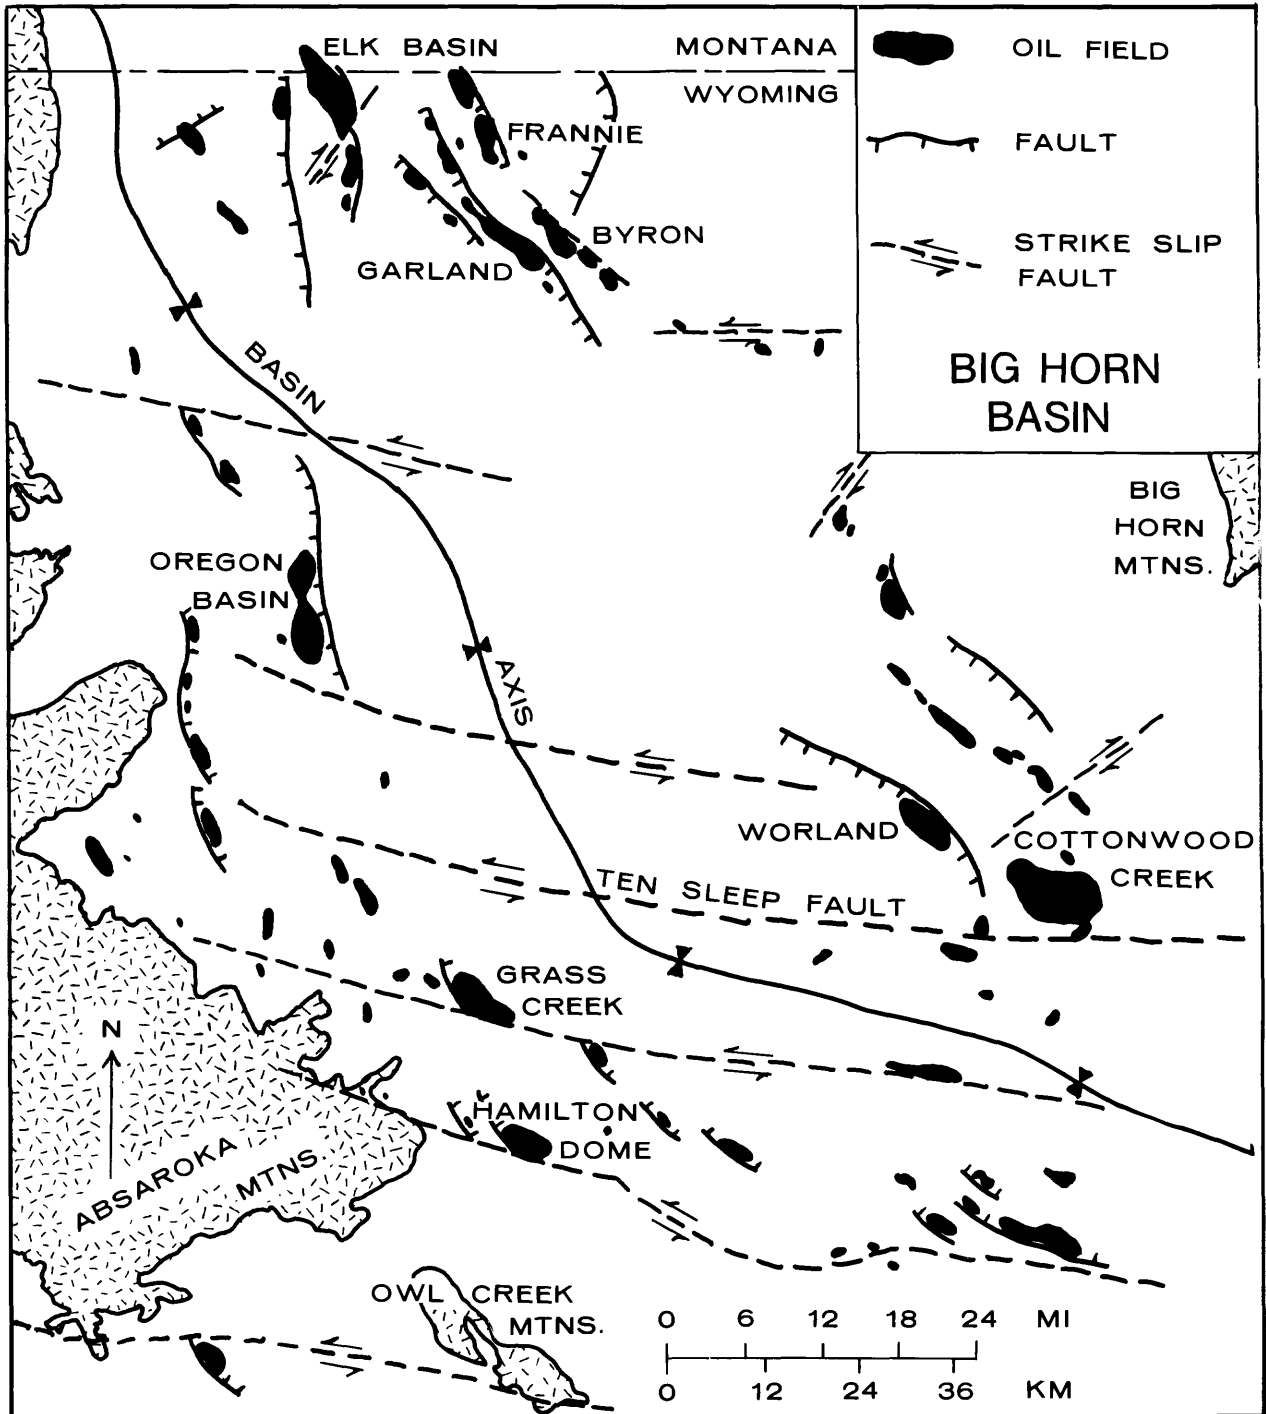 ELK BASIN
MONTANA
WYOMING
OIL FIELD
FAULT
STRIKE SLIP
FAULT
BIG HORN
BASIN
FRANNIE
BYRON
GARLAND
BASIN
AXIS
BIG
HORN
MTNS.
OREGON
BASIN
WORLAND
COTTONWOOD
CREEK
TEN SLEEP FAULT
GRASS
CREEK
N
HAMILTON
DOME
ABSAROKA
MTNS.
OWL CREEK
MTNS.
0 6 12 18 24 MI
0 12 24 36 KM